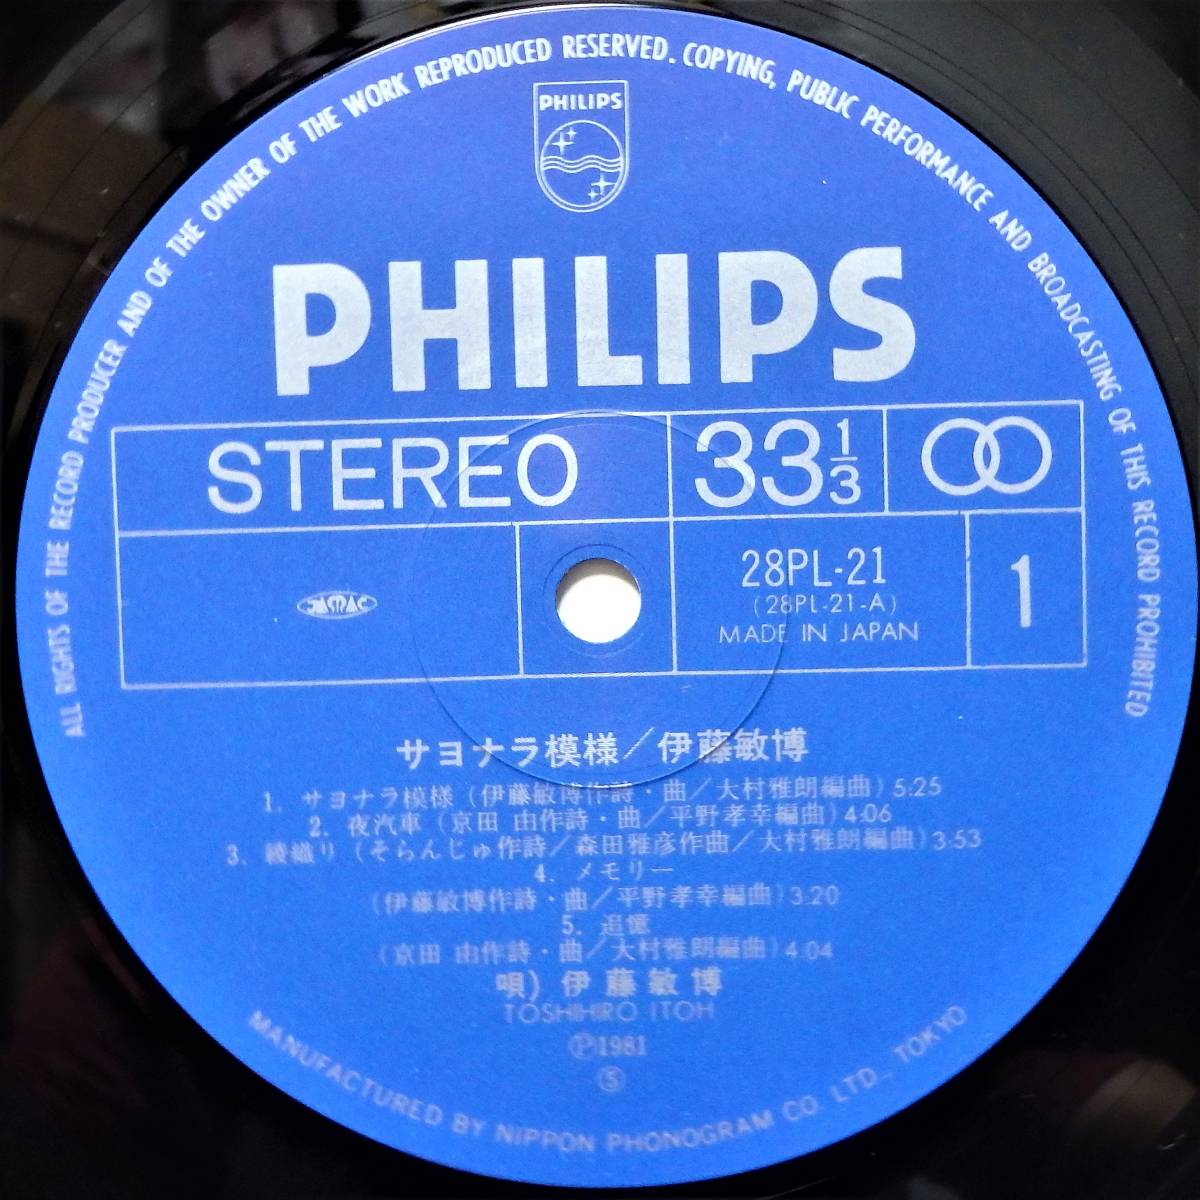 ALL RIGHTS OF THE RECORD PRODUCER AND OF THE OWNER OF THE WORK REPRODUCED RESERVED. COPYING, PUBLIC PERFORMANCE AND BROADCASTING OF THIS RECORD PROHIBITED
PHILIPS
PHILIPS
STEREO
33 1/3
JASRAC
28PL-21
(28PL-21-A)
MADE IN JAPAN
1
サヨナラ模様／伊藤敏博
1. サヨナラ模様（伊藤敏博作詩・曲／大村雅朗編曲）5:25
2. 夜汽車（京田 由作詩・曲／平野孝幸編曲）4:06
3. 綾織り（そらんじゅ作詩／森田雅彦作曲／大村雅朗編曲）3:53
4. メモリー
（伊藤敏博作詩・曲／平野孝幸編曲）3:20
5. 追憶
（京田 由作詩・曲／大村雅朗編曲）4:04
唄）伊藤敏博
TOSHIHIRO ITOH
Ⓟ1981
Ⓢ
MANUFACTURED BY NIPPON PHONOGRAM CO. LTD., TOKYO